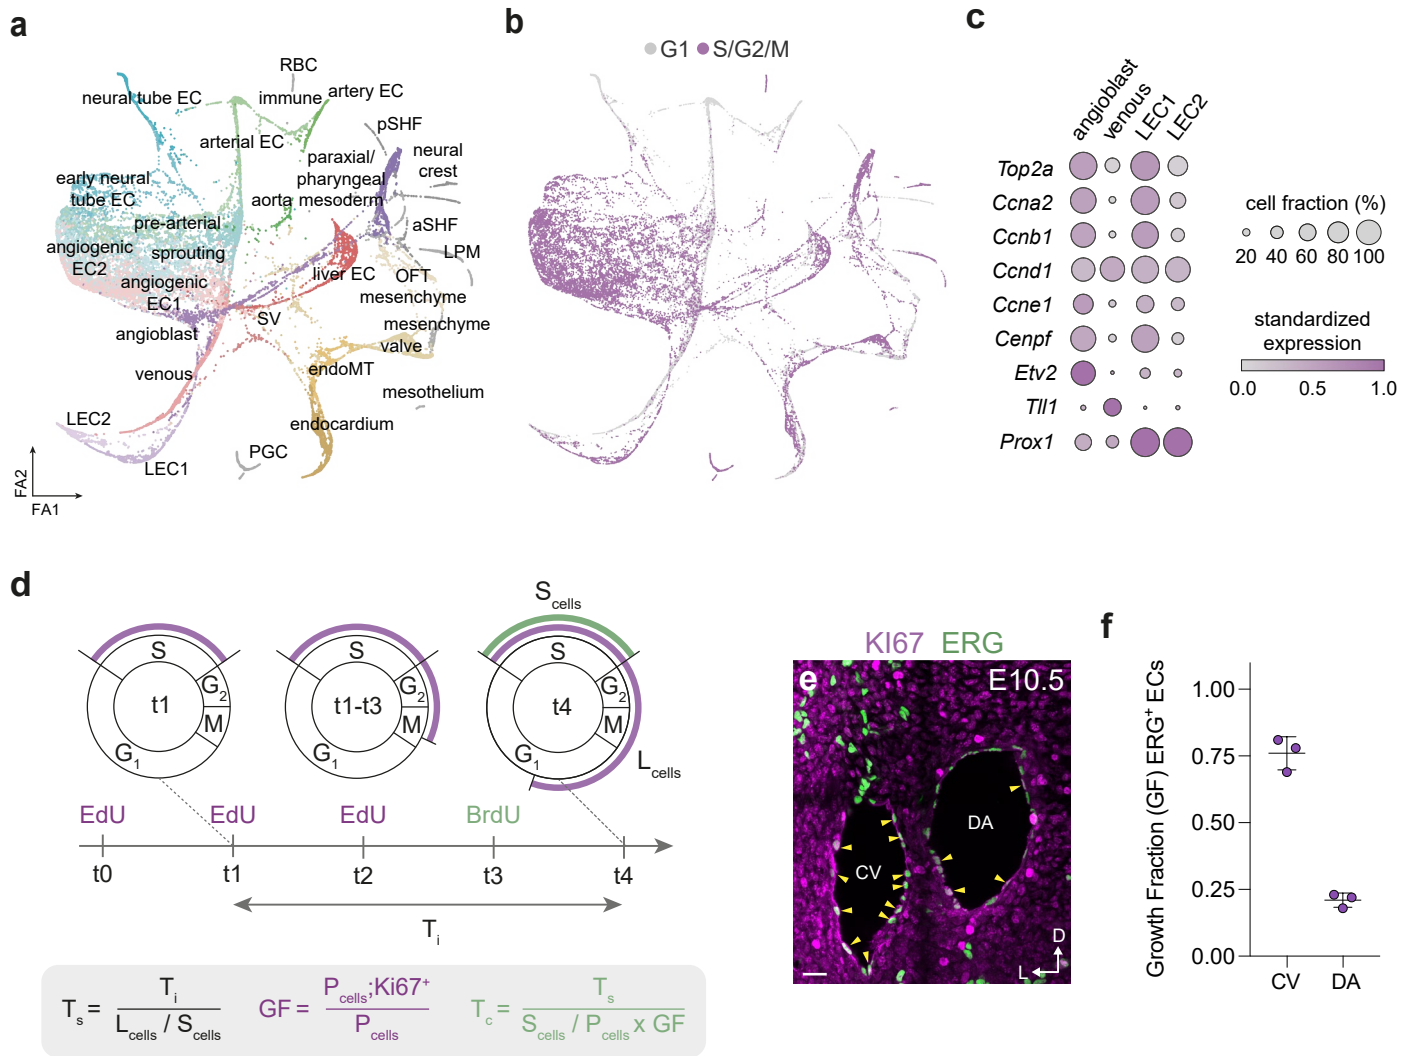 a
neural tube EC
RBC
immune
artery EC
arterial EC
pSHF
paraxial/
pharyngeal
mesoderm
neural
crest
early neural
tube EC
aorta
pre-arterial
aSHF
angiogenic
EC2
sprouting
LPM
liver EC
OFT
mesenchyme
angiogenic
EC1
SV
angioblast
mesenchyme
valve
venous
endoMT
mesothelium
LEC2
endocardium
LEC1
PGC
FA2
FA1
b
G1 S/G2/M
c
angioblast
venous
LEC1
LEC2
Top2a
Ccna2
Ccnb1
Ccnd1
Ccne1
Cenpf
Etv2
Tll1
Prox1
cell fraction (%)
20 40 60 80 100
standardized
expression
0.0 0.5 1.0
d
S
G2
M
G1
t1
S
G2
M
G1
t1-t3
Scells
S
G2
M
G1
t4
Lcells
EdU EdU EdU BrdU
t0 t1 t2 t3 t4
Ti
Ts = Ti / Lcells / Scells
GF = Pcells;Ki67+ / Pcells
Tc = Ts / Scells / Pcells x GF
KI67 ERG
e
E10.5
CV
DA
D
L
f
Growth Fraction (GF) ERG+ ECs
1.00
0.75
0.50
0.25
0.00
CV DA